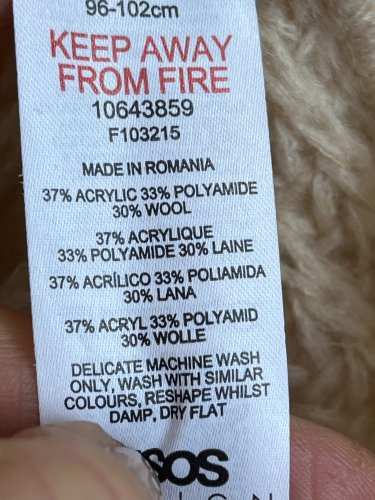 96-102cm
KEEP AWAY
FROM FIRE
10643859
F103215
MADE IN ROMANIA
37% ACRYLIC 33% POLYAMIDE
30% WOOL
37% ACRYLIQUE
33% POLYAMIDE 30% LAINE
37% ACRÍLICO 33% POLIAMIDA
30% LANA
37% ACRYL 33% POLYAMID
30% WOLLE
DELICATE MACHINE WASH
ONLY, WASH WITH SIMILAR
COLOURS, RESHAPE WHILST
DAMP, DRY FLAT